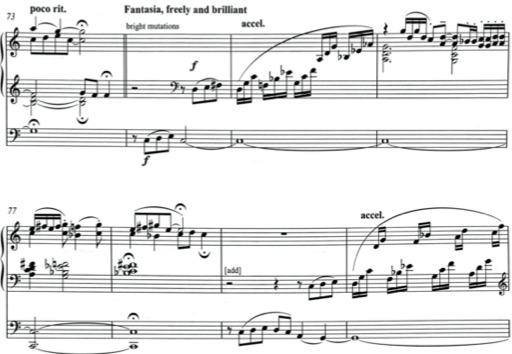 73 poco rit. Fantasia, freely and brilliant
bright mutations accel.
f
f
77
accel.
[add]